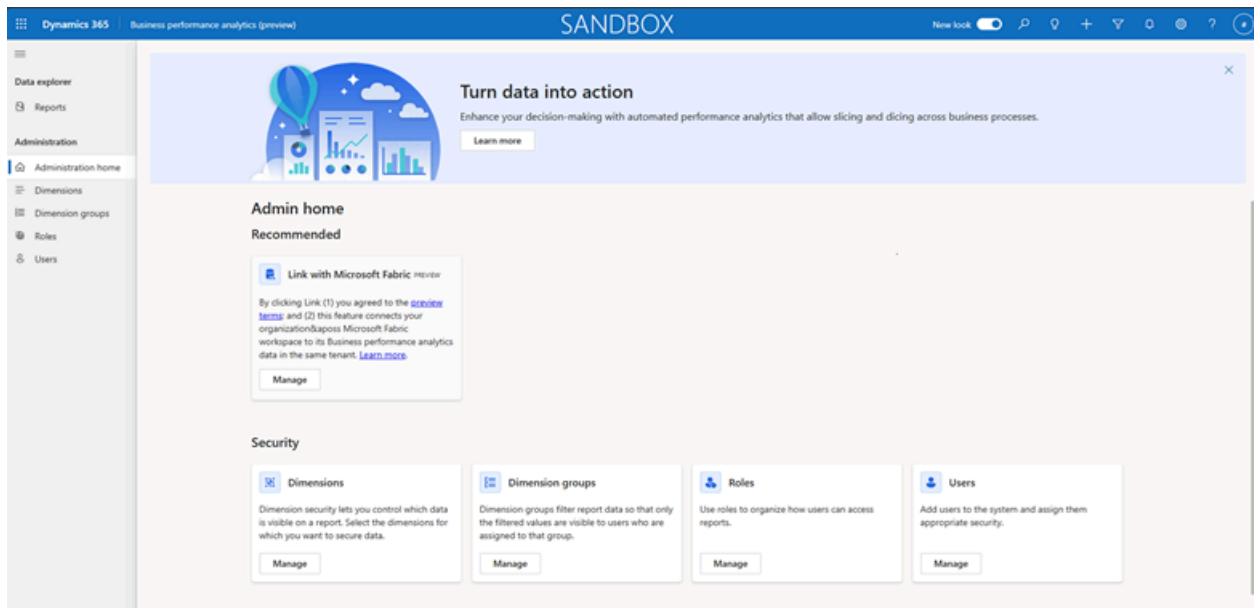 Dynamics 365 Business performance analytics (preview) SANDBOX New look
Data explorer
Reports
Administration
Administration home
Dimensions
Dimension groups
Roles
Users
Turn data into action
Enhance your decision-making with automated performance analytics that allow slicing and dicing across business processes.
Learn more
Admin home
Recommended
Link with Microsoft Fabric PREVIEW
By clicking Link (1) you agreed to the preview
terms; and (2) this feature connects your
organization&aposs Microsoft Fabric
workspace to its Business performance analytics
data in the same tenant. Learn more.
Manage
Security
Dimensions
Dimension security lets you control which data
is visible on a report. Select the dimensions for
which you want to secure data.
Manage
Dimension groups
Dimension groups filter report data so that only
the filtered values are visible to users who are
assigned to that group.
Manage
Roles
Use roles to organize how users can access
reports.
Manage
Users
Add users to the system and assign them
appropriate security.
Manage